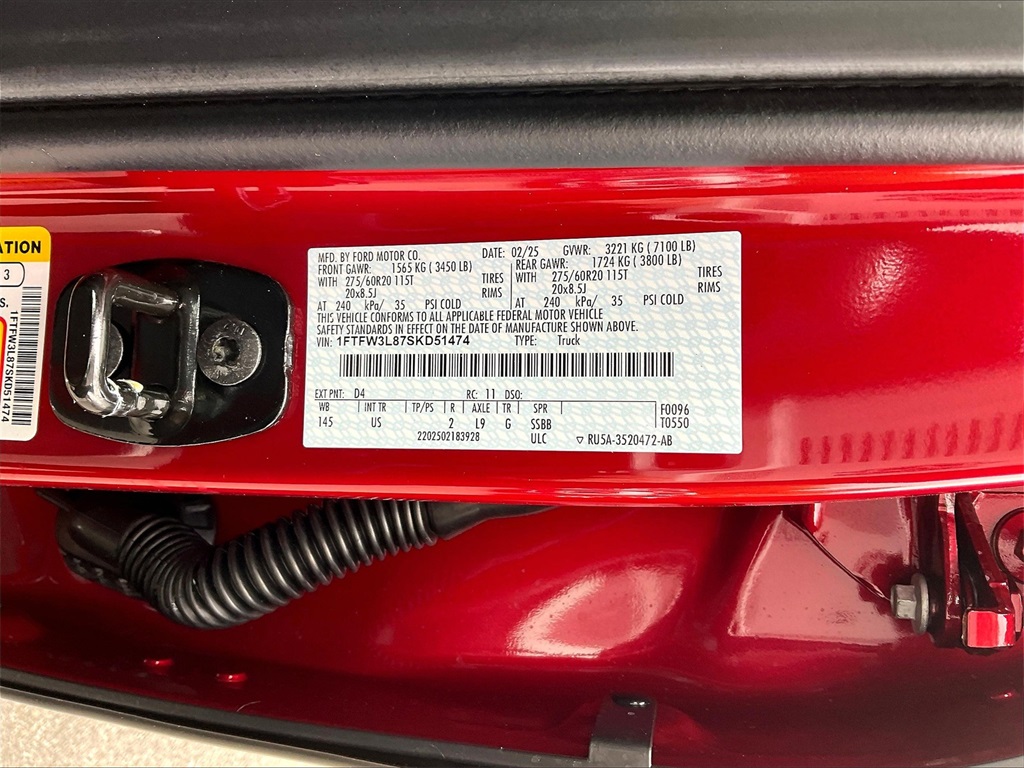 ATION
3
S.
1FTFW3L87SKD51474
MFD. BY FORD MOTOR CO. DATE: 02/25 GVWR: 3221 KG ( 7100 LB)
FRONT GAWR: 1565 KG ( 3450 LB) REAR GAWR: 1724 KG ( 3800 LB)
WITH 275/60R20 115T TIRES WITH 275/60R20 115T TIRES
20x8.5J RIMS 20x8.5J RIMS
AT 240 kPa/ 35 PSI COLD AT 240 kPa/ 35 PSI COLD
THIS VEHICLE CONFORMS TO ALL APPLICABLE FEDERAL MOTOR VEHICLE
SAFETY STANDARDS IN EFFECT ON THE DATE OF MANUFACTURE SHOWN ABOVE.
VIN: 1FTFW3L87SKD51474 TYPE: Truck
EXT PNT: D4 RC: 11 DSO:
WB INT TR TP/PS R AXLE TR SPR F0096
145 US 2 L9 G SSBB T0550
2202502183928 ULC RU5A-3520472-AB